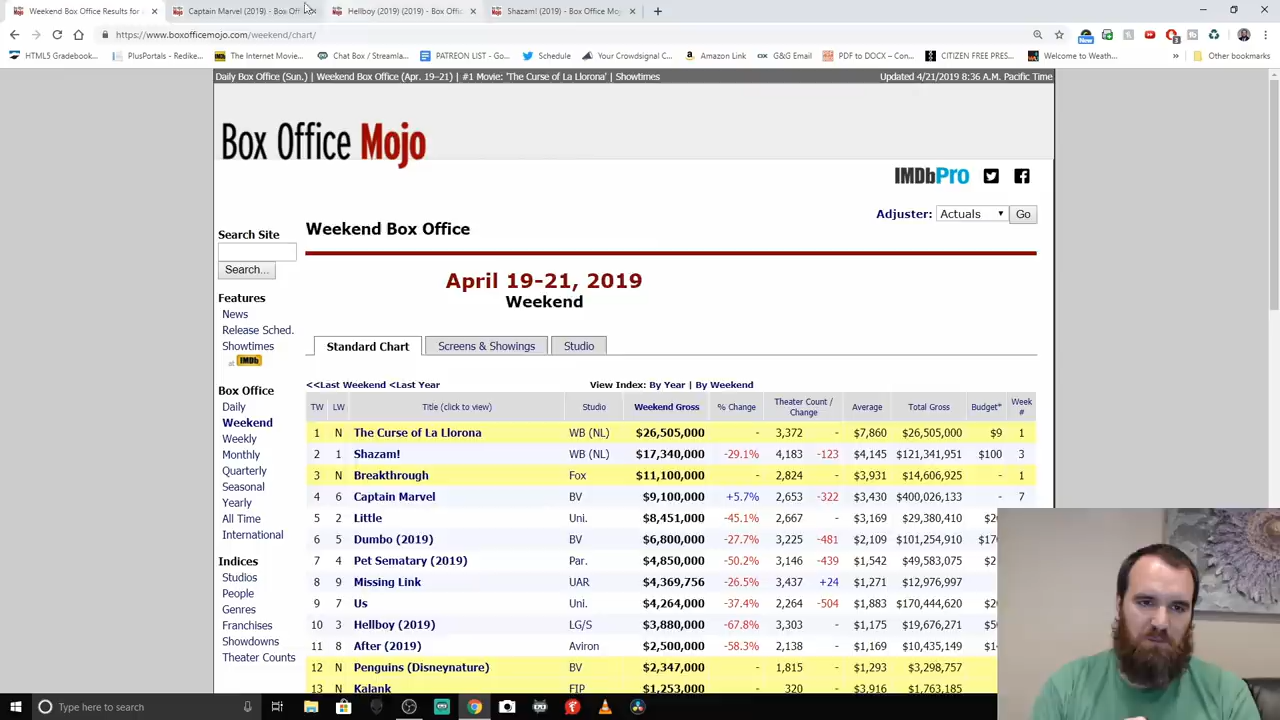 Weekend Box Office Results for
Captain Marvel (2019) - Box Off
Hellboy (2019) (2019) - Box Offic
Shazam! (2019) - Box Office Moj
https://www.boxofficemojo.com/weekend/chart/
HTML5 Gradebook...
PlusPortals - Redike...
The Internet Movie...
Chat Box / Streamla...
PATREON LIST - Go...
Schedule
Your Crowdsignal C...
Amazon Link
G&G Email
PDF to DOCX – Con...
CITIZEN FREE PRES...
Welcome to Weath...
Other bookmarks
Daily Box Office (Sun.) | Weekend Box Office (Apr. 19–21) | #1 Movie: 'The Curse of La Llorona' | Showtimes
Updated 4/21/2019 8:36 A.M. Pacific Time
Box Office Mojo
IMDbPro
Adjuster: Actuals Go
Search Site
Search...
Features
News
Release Sched.
Showtimes
at IMDb
Box Office
Daily
Weekend
Weekly
Monthly
Quarterly
Seasonal
Yearly
All Time
International
Indices
Studios
People
Genres
Franchises
Showdowns
Theater Counts
Weekend Box Office
April 19-21, 2019
Weekend
Standard Chart
Screens & Showings
Studio
<<Last Weekend <Last Year
View Index: By Year | By Weekend
TW LW Title (click to view) Studio Weekend Gross % Change Theater Count / Change Average Total Gross Budget* Week #
1 N The Curse of La Llorona WB (NL) $26,505,000 - 3,372 - $7,860 $26,505,000 $9 1
2 1 Shazam! WB (NL) $17,340,000 -29.1% 4,183 -123 $4,145 $121,341,951 $100 3
3 N Breakthrough Fox $11,100,000 - 2,824 - $3,931 $14,606,925 - 1
4 6 Captain Marvel BV $9,100,000 +5.7% 2,653 -322 $3,430 $400,026,133 - 7
5 2 Little Uni. $8,451,000 -45.1% 2,667 - $3,169 $29,380,410
6 5 Dumbo (2019) BV $6,800,000 -27.7% 3,225 -481 $2,109 $101,254,910
7 4 Pet Sematary (2019) Par. $4,850,000 -50.2% 3,146 -439 $1,542 $49,583,075
8 9 Missing Link UAR $4,369,756 -26.5% 3,437 +24 $1,271 $12,976,997
9 7 Us Uni. $4,264,000 -37.4% 2,264 -504 $1,883 $170,444,620
10 3 Hellboy (2019) LG/S $3,880,000 -67.8% 3,303 - $1,175 $19,676,271
11 8 After (2019) Aviron $2,500,000 -58.3% 2,138 - $1,169 $10,435,149
12 N Penguins (Disneynature) BV $2,347,000 - 1,815 - $1,293 $3,298,757
13 N Kalank FIP $1,253,000 - 320 - $3,916 $1,763,185
Type here to search